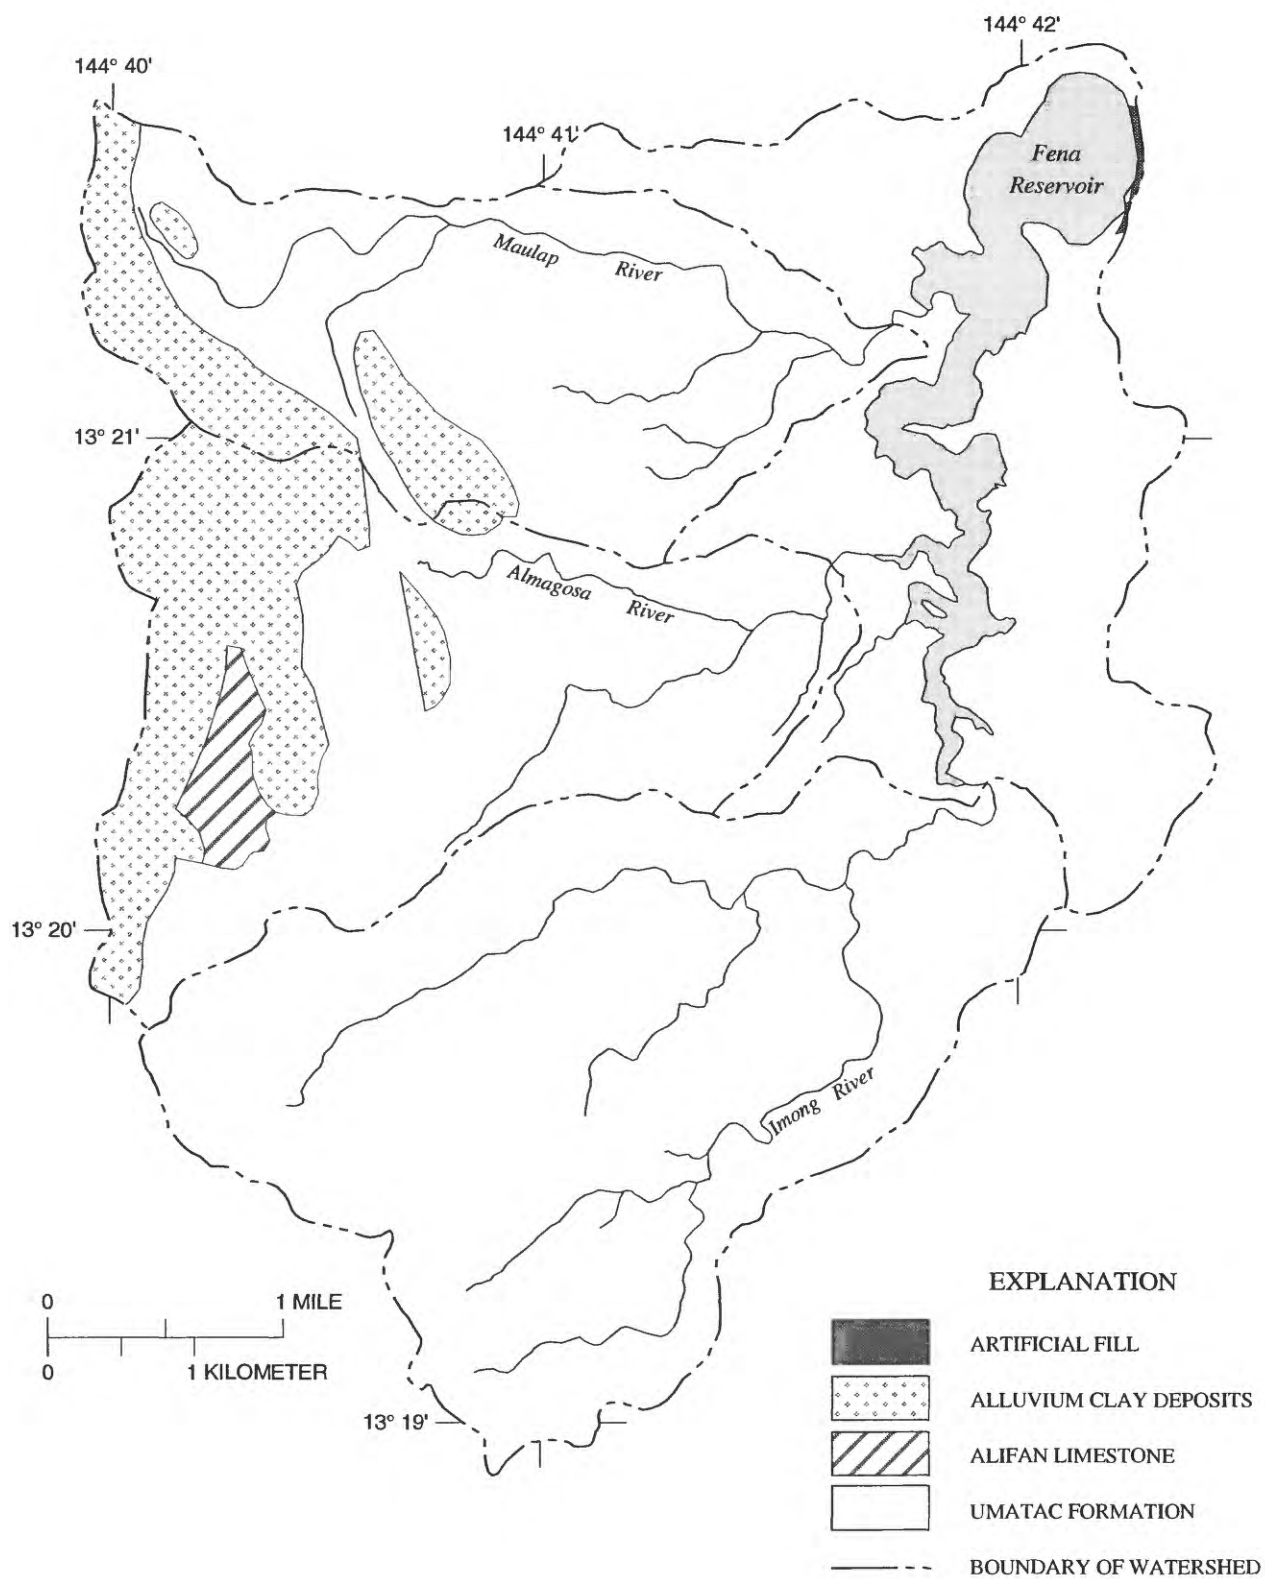 144° 42'
144° 40'
144° 41'
Fena
Reservoir
Maulap River
13° 21'
Almagosa River
13° 20'
Imong River
EXPLANATION
0 1 MILE
0 1 KILOMETER
ARTIFICIAL FILL
ALLUVIUM CLAY DEPOSITS
13° 19'
ALIFAN LIMESTONE
UMATAC FORMATION
BOUNDARY OF WATERSHED